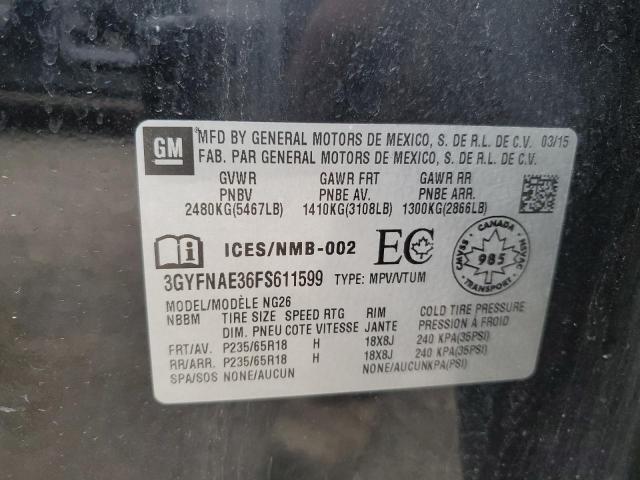 GM
MFD BY GENERAL MOTORS DE MEXICO, S. DE R.L. DE C.V. 03/15
FAB. PAR GENERAL MOTORS DE MEXICO, S. DE R.L. DE C.V.
GVWR GAWR FRT GAWR RR
PNBV PNBE AV. PNBE ARR.
2480KG(5467LB) 1410KG(3108LB) 1300KG(2866LB)
ICES/NMB-002 EC CANADA CMVSS 985 NSVAC
3GYFNAE36FS611599 TYPE: MPV/VTUM
MODEL/MODÈLE NG26
NBBM TIRE SIZE SPEED RTG RIM COLD TIRE PRESSURE
DIM. PNEU COTE VITESSE JANTE PRESSION À FROID
FRT/AV. P235/65R18 H 18X8J 240 KPA(35PSI)
RR/ARR. P235/65R18 H 18X8J 240 KPA(35PSI)
SPA/SOS NONE/AUCUN NONE/AUCUNKPA(PSI)